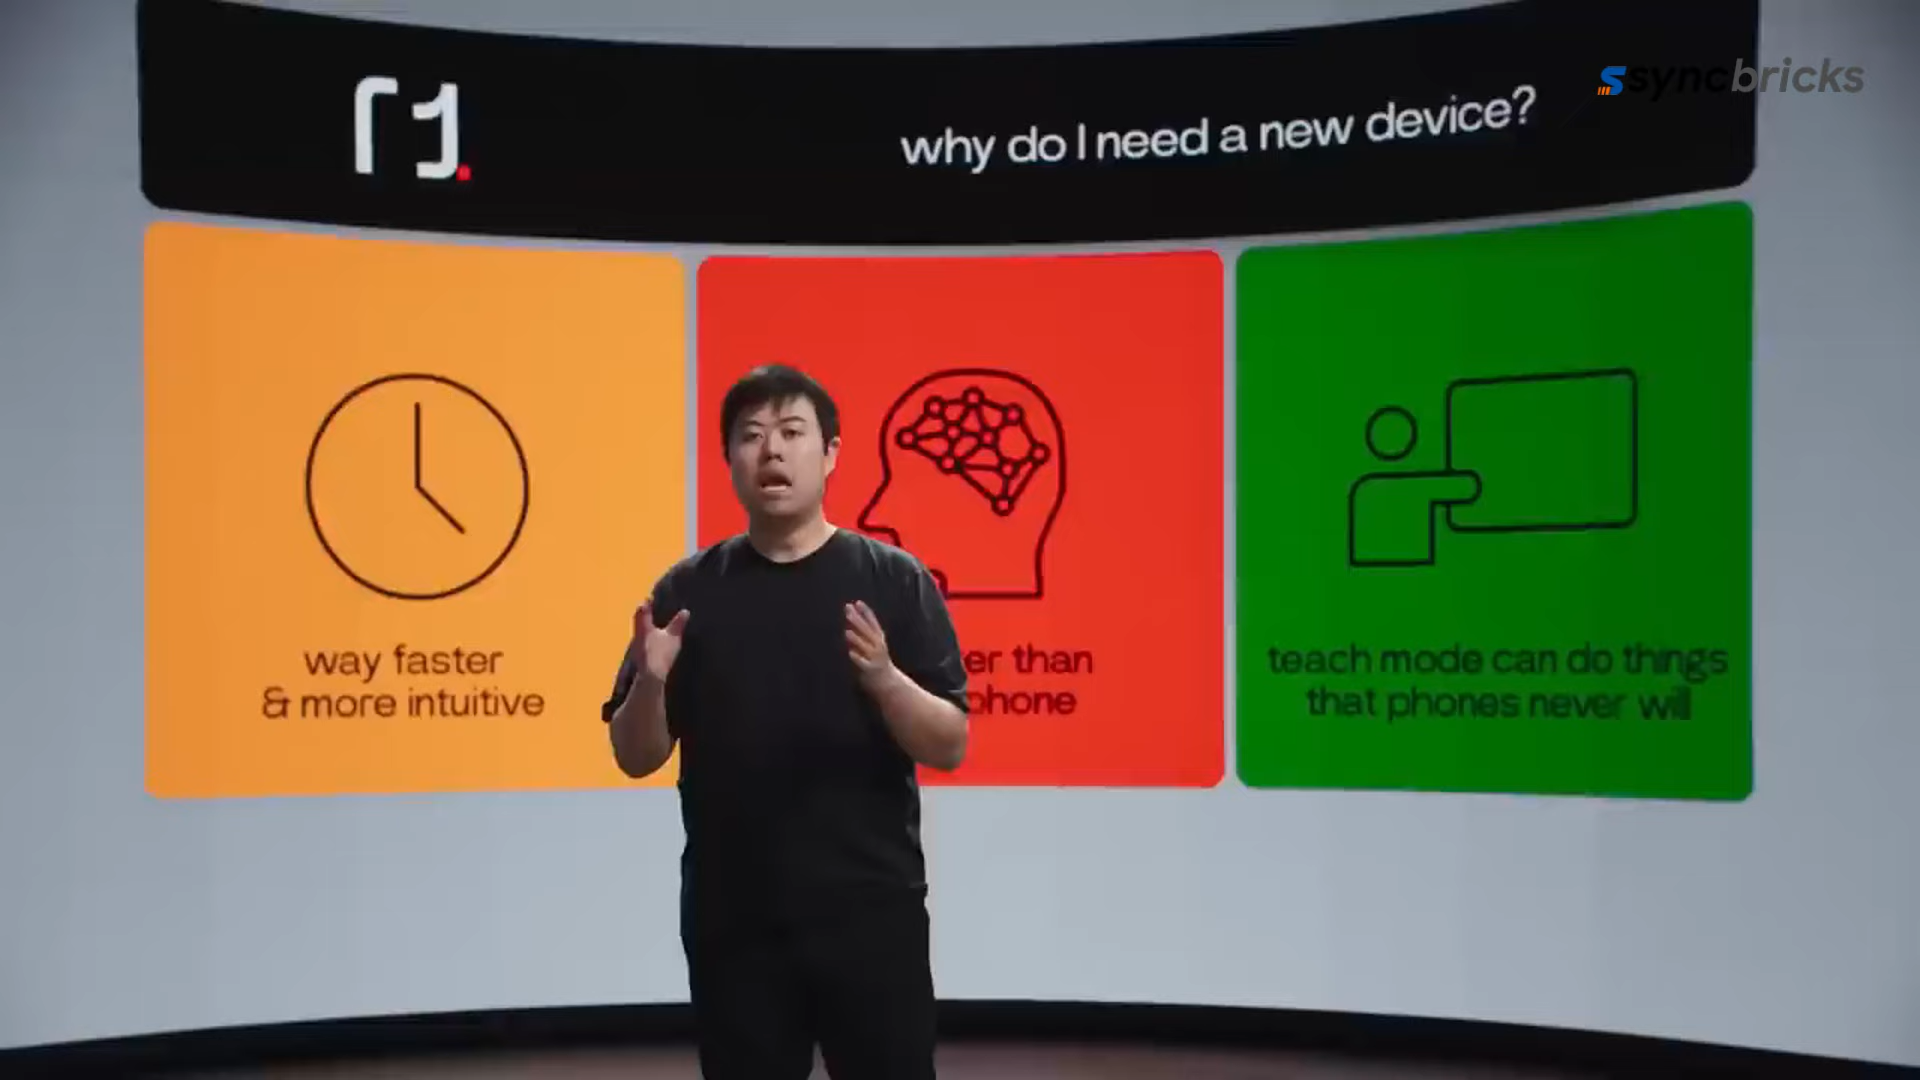 r1.
why do I need a new device?
syncbricks
way faster
& more intuitive
than
phone
teach mode can do things
that phones never will